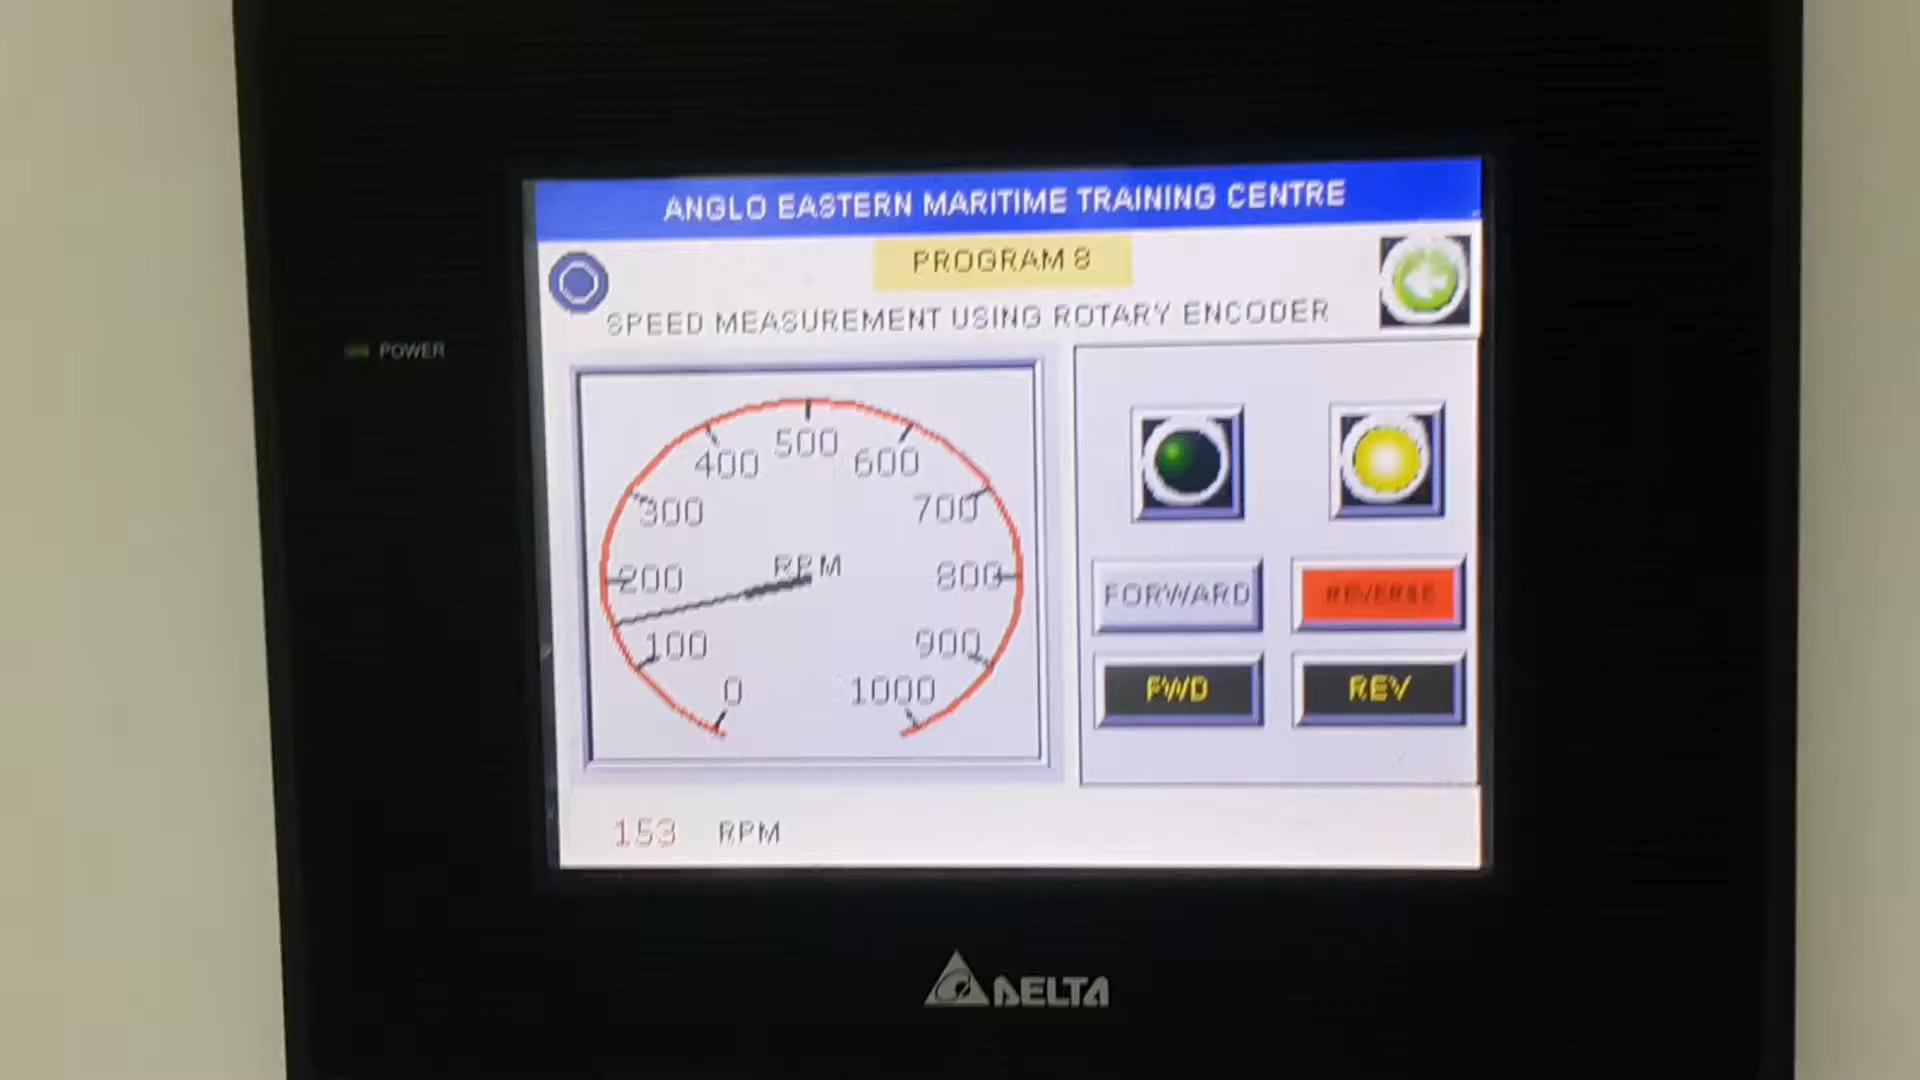 ANGLO EASTERN MARITIME TRAINING CENTRE
PROGRAM 8
SPEED MEASUREMENT USING ROTARY ENCODER
POWER
500
400
600
300
700
RPM
200
800
100
900
0
1000
FORWARD
REVERSE
FWD
REV
153 RPM
DELTA